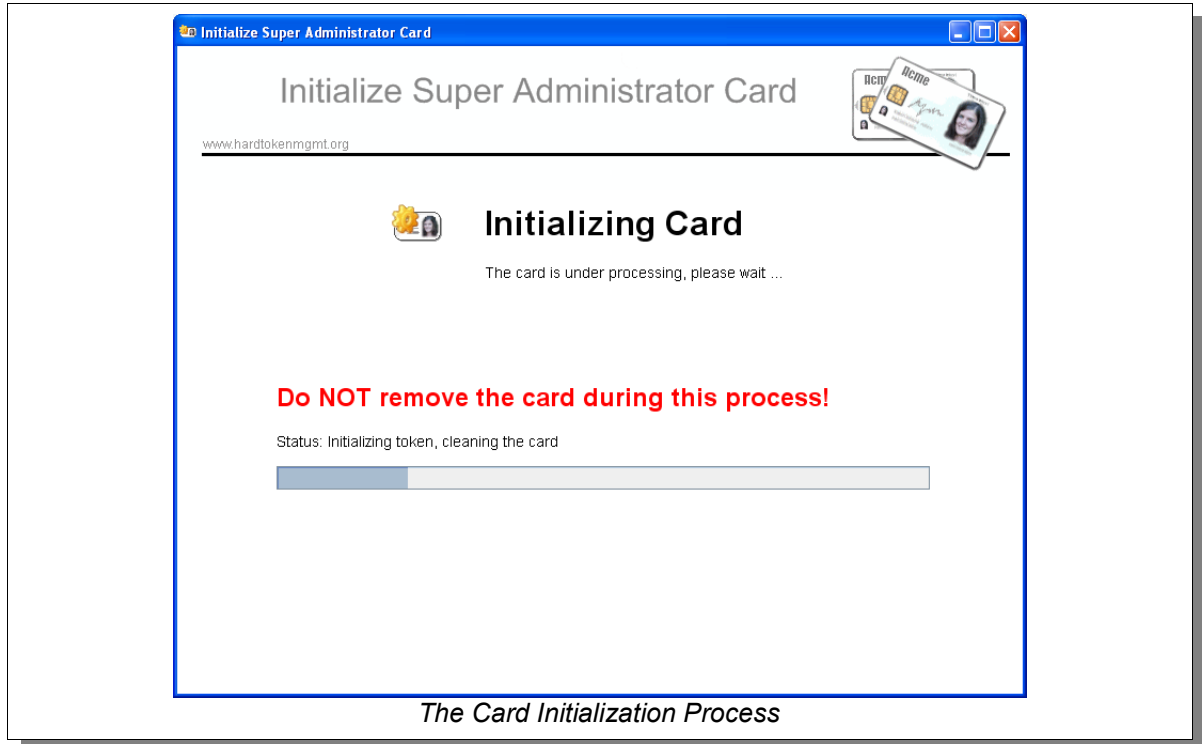 Initialize Super Administrator Card
Initialize Super Administrator Card
Acme
Acme
www.hardtokenmgmt.org
Initializing Card
The card is under processing, please wait ...
Do NOT remove the card during this process!
Status: Initializing token, cleaning the card
The Card Initialization Process